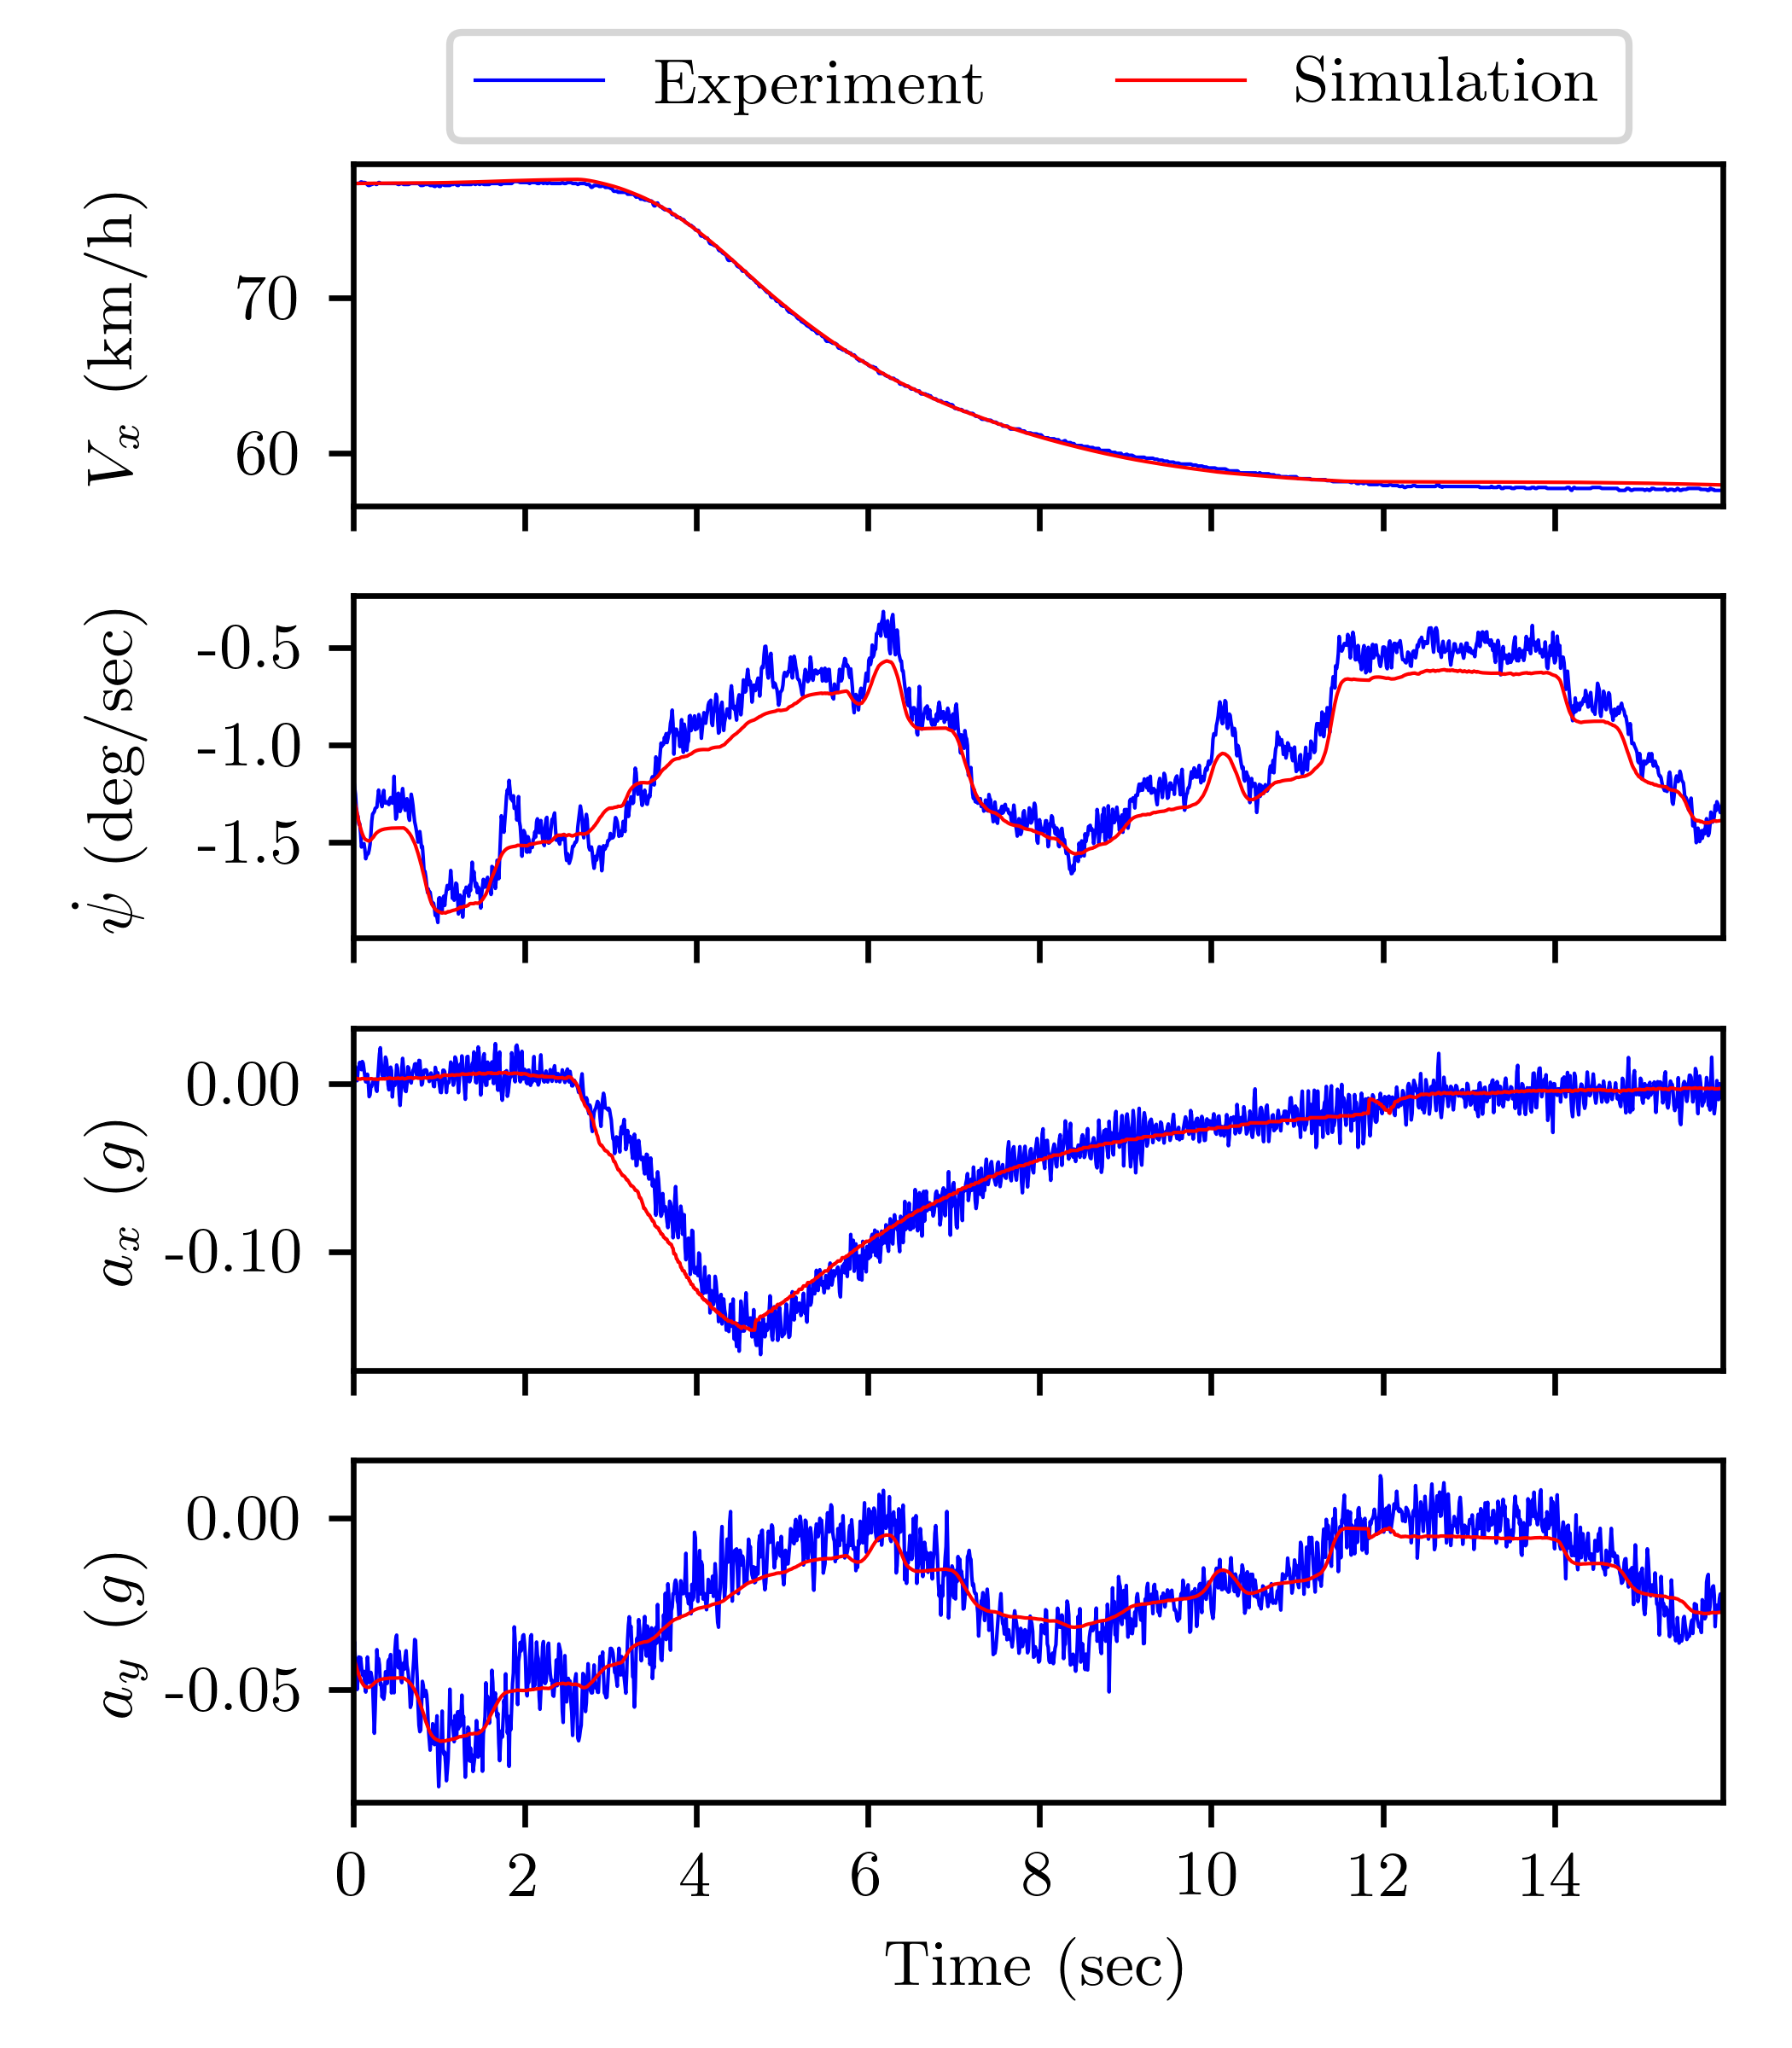 Experiment Simulation
V_x (km/h)
70
60
ψ̇ (deg/sec)
-0.5
-1.0
-1.5
a_x (g)
0.00
-0.10
a_y (g)
0.00
-0.05
0 2 4 6 8 10 12 14
Time (sec)